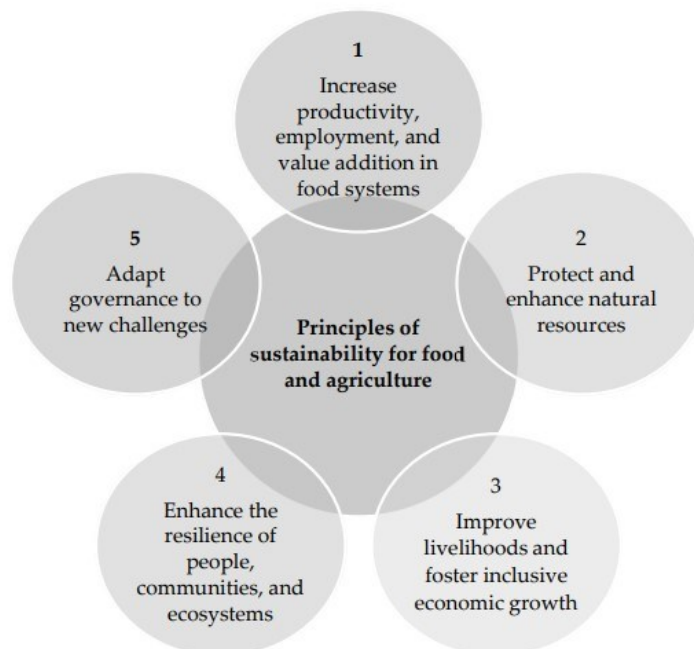 1
Increase
productivity,
employment, and
value addition in
food systems
2
Protect and
enhance natural
resources
3
Improve
livelihoods and
foster inclusive
economic growth
4
Enhance the
resilience of
people,
communities, and
ecosystems
5
Adapt
governance to
new challenges
Principles of
sustainability for food
and agriculture